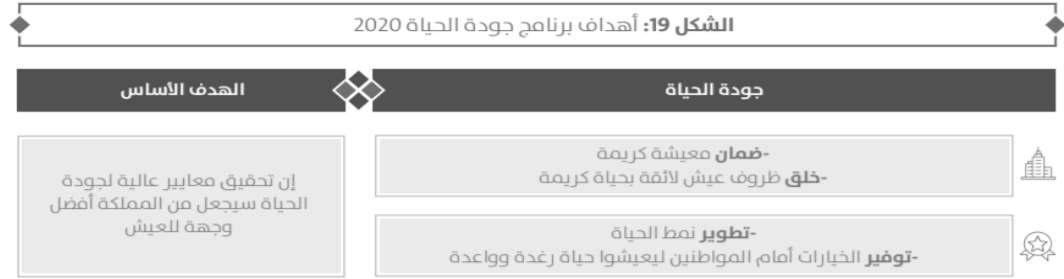 الشكل 19: أهداف برنامج جودة الحياة 2020
جودة الحياة
الهدف الأساس
-ضمان معيشة كريمة
-خلق ظروف عيش لائقة بحياة كريمة
-تطوير نمط الحياة
-توفير الخيارات أمام المواطنين ليعيشوا حياة رغدة وواعدة
إن تحقيق معايير عالية لجودة
الحياة سيجعل من المملكة أفضل
وجهة للعيش